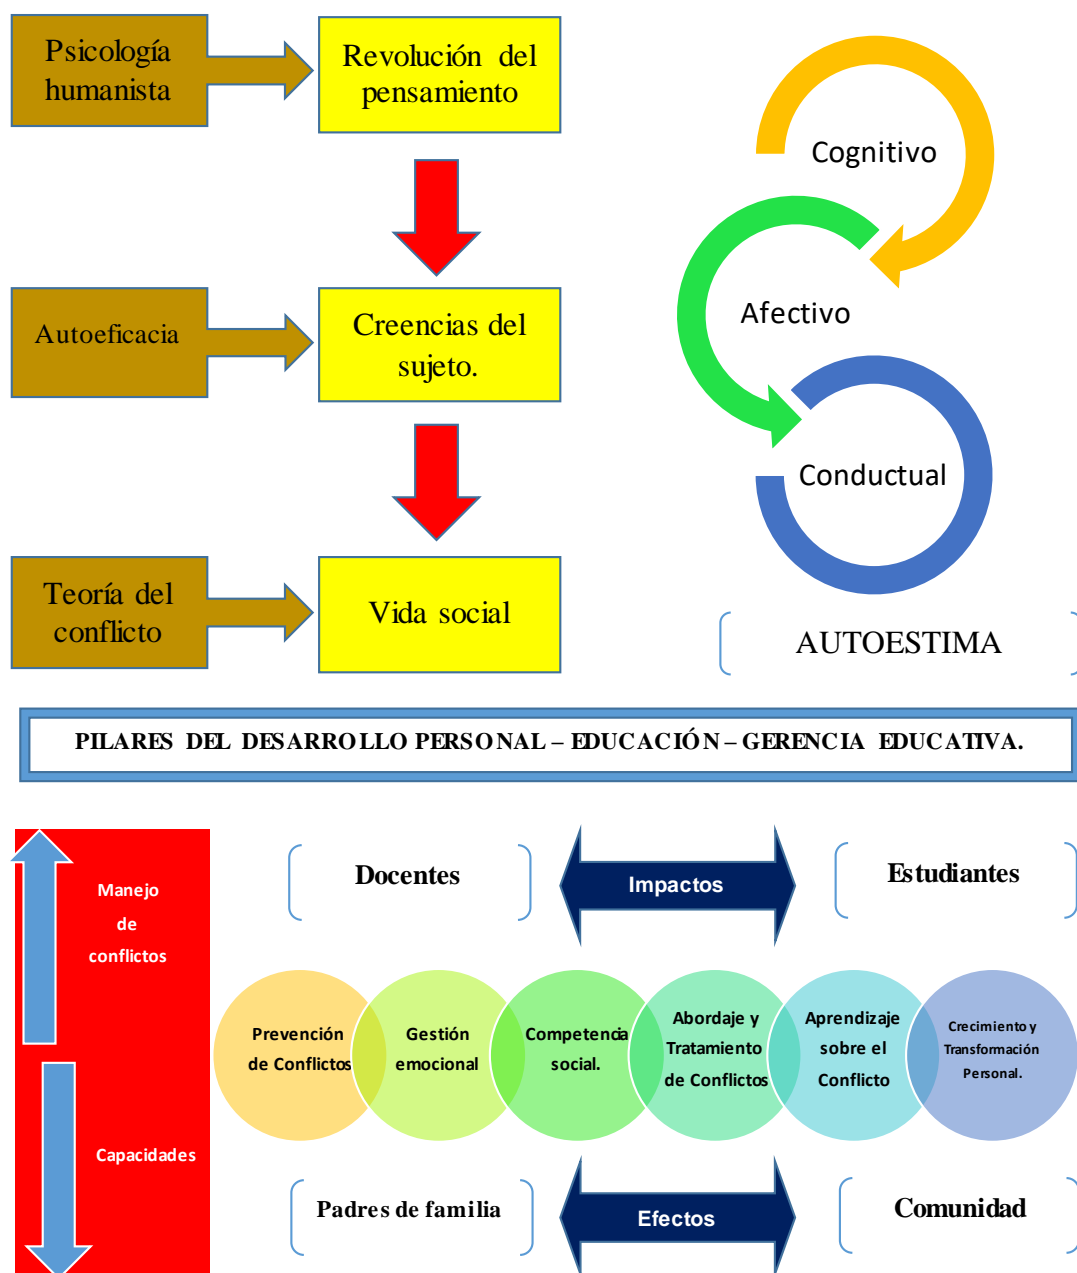 Psicología
humanista
Revolución del
pensamiento
Cognitivo
Autoeficacia
Creencias del
sujeto.
Afectivo
Conductual
Teoría del
conflicto
Vida social
AUTOESTIMA
PILARES DEL DESARROLLO PERSONAL – EDUCACIÓN – GERENCIA EDUCATIVA.
Manejo
de
conflictos
Capacidades
Docentes
Impactos
Estudiantes
Prevención
de Conflictos
Gestión
emocional
Competencia
social.
Abordaje y
Tratamiento
de Conflictos
Aprendizaje
sobre el
Conflicto
Crecimiento y
Transformación
Personal.
Padres de familia
Efectos
Comunidad